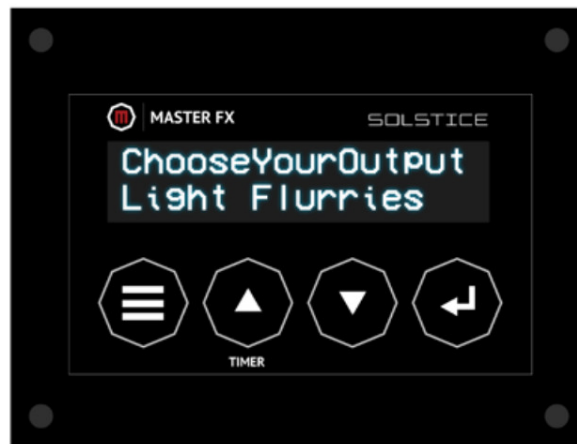 MASTER FX
SOLSTICE
ChooseYourOutput
Light Flurries
TIMER